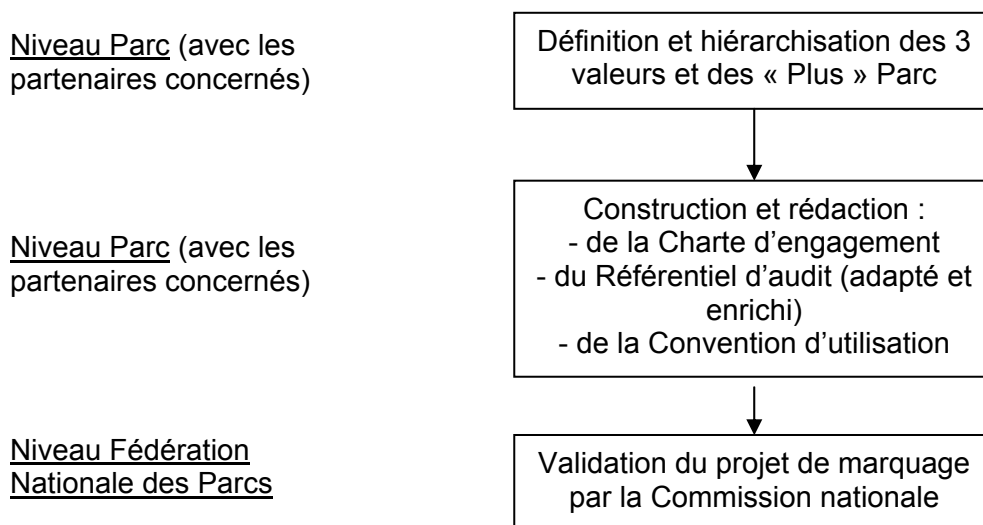 Niveau Parc (avec les
partenaires concernés)
Définition et hiérarchisation des 3
valeurs et des « Plus » Parc
Niveau Parc (avec les
partenaires concernés)
Construction et rédaction :
- de la Charte d’engagement
- du Référentiel d’audit (adapté et
enrichi)
- de la Convention d’utilisation
Niveau Fédération
Nationale des Parcs
Validation du projet de marquage
par la Commission nationale